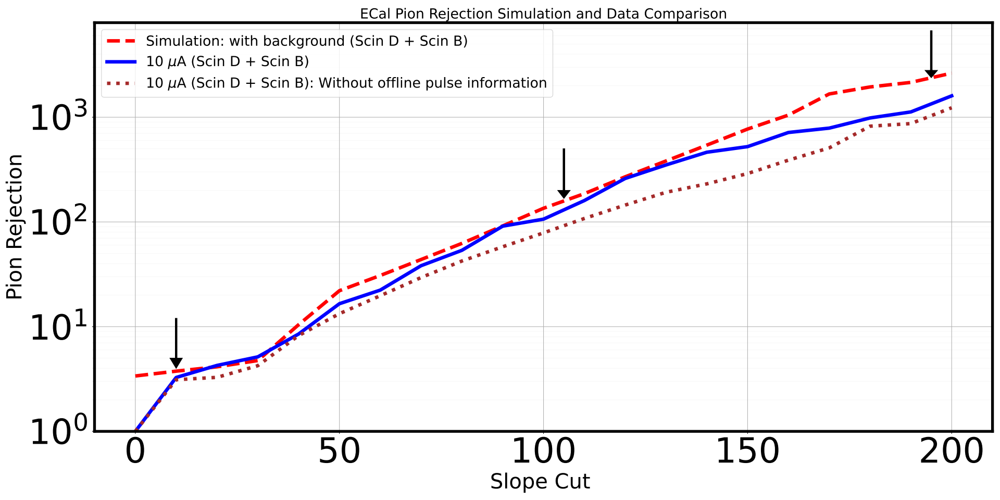 ECal Pion Rejection Simulation and Data Comparison
Simulation: with background (Scin D + Scin B)
10 μA (Scin D + Scin B)
10 μA (Scin D + Scin B): Without offline pulse information
Pion Rejection
10³
10²
10¹
10⁰
0 50 100 150 200
Slope Cut